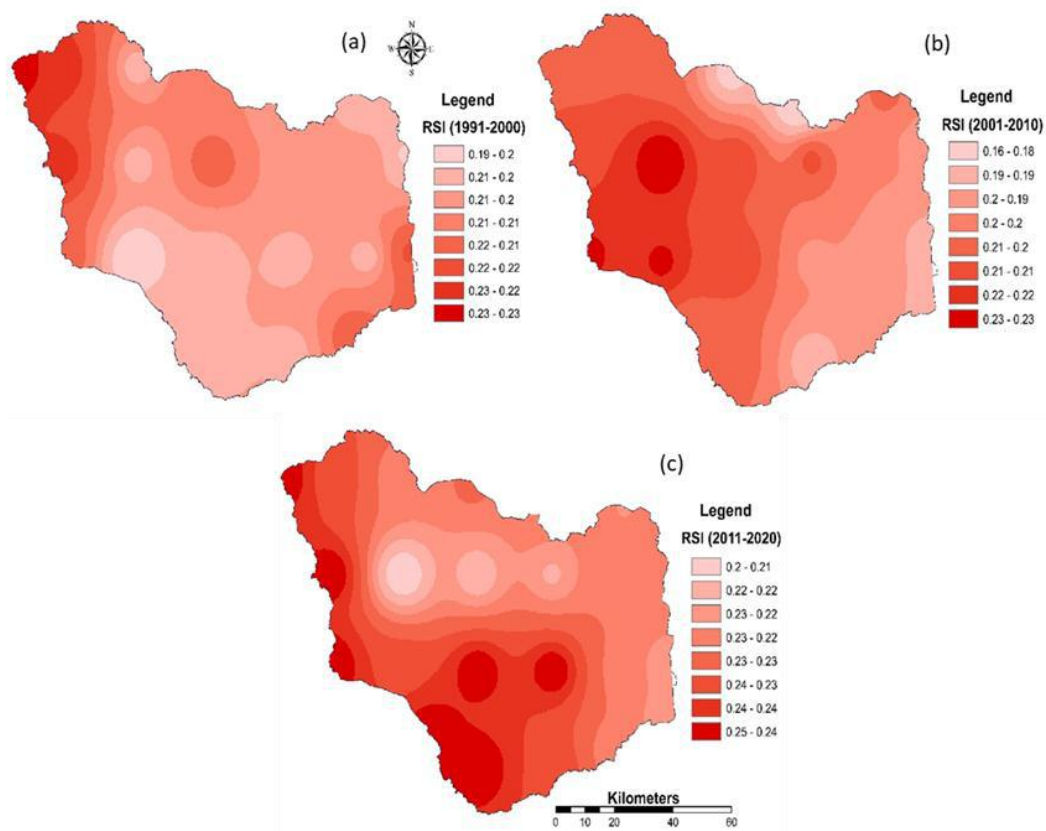 (a)
N
W E
S
Legend
RSI (1991-2000)
0.19 - 0.2
0.21 - 0.2
0.21 - 0.2
0.21 - 0.21
0.22 - 0.21
0.22 - 0.22
0.23 - 0.22
0.23 - 0.23
(b)
Legend
RSI (2001-2010)
0.16 - 0.18
0.19 - 0.19
0.2 - 0.19
0.2 - 0.2
0.21 - 0.2
0.21 - 0.21
0.22 - 0.22
0.23 - 0.23
(c)
Legend
RSI (2011-2020)
0.2 - 0.21
0.22 - 0.22
0.23 - 0.22
0.23 - 0.22
0.23 - 0.23
0.24 - 0.23
0.24 - 0.24
0.25 - 0.24
Kilometers
0 5 10 20 40 60